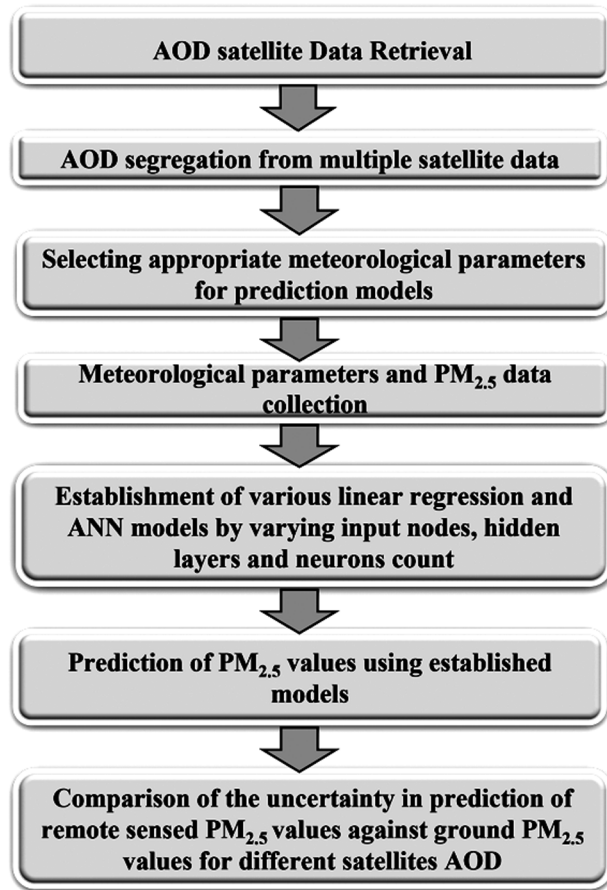 AOD satellite Data Retrieval
AOD segregation from multiple satellite data
Selecting appropriate meteorological parameters
for prediction models
Meteorological parameters and PM₂.₅ data
collection
Establishment of various linear regression and
ANN models by varying input nodes, hidden
layers and neurons count
Prediction of PM₂.₅ values using established
models
Comparison of the uncertainty in prediction of
remote sensed PM₂.₅ values against ground PM₂.₅
values for different satellites AOD